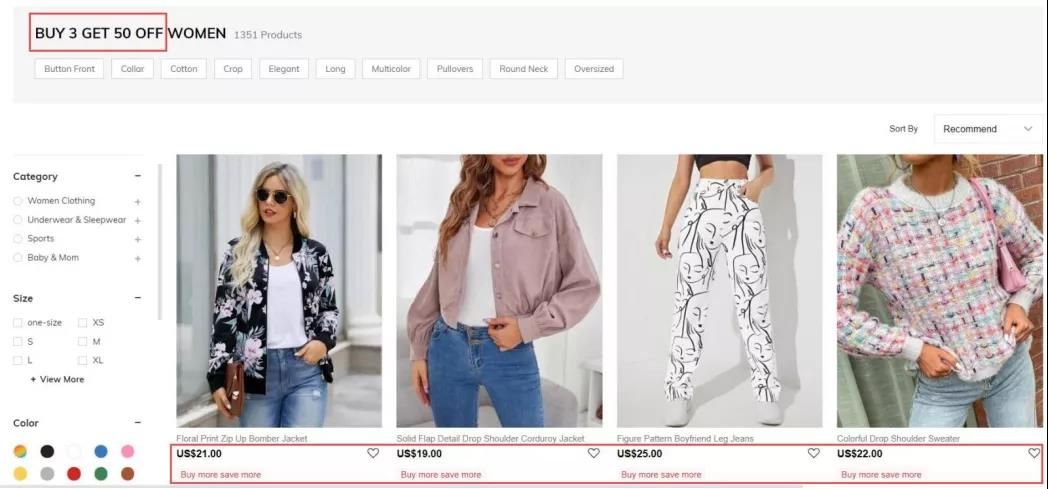 BUY 3 GET 50 OFF WOMEN 1351 Products
Button Front Collar Cotton Crop Elegant Long Multicolor Pullovers Round Neck Oversized
Sort By Recommend
Category −
Women Clothing +
Underwear & Sleepwear +
Sports +
Baby & Mom +
Size −
one-size XS
S M
L XL
+ View More
Color −
Floral Print Zip Up Bomber Jacket
US$21.00
Buy more save more
Solid Flap Detail Drop Shoulder Corduroy Jacket
US$19.00
Buy more save more
Figure Pattern Boyfriend Leg Jeans
US$25.00
Buy more save more
Colorful Drop Shoulder Sweater
US$22.00
Buy more save more